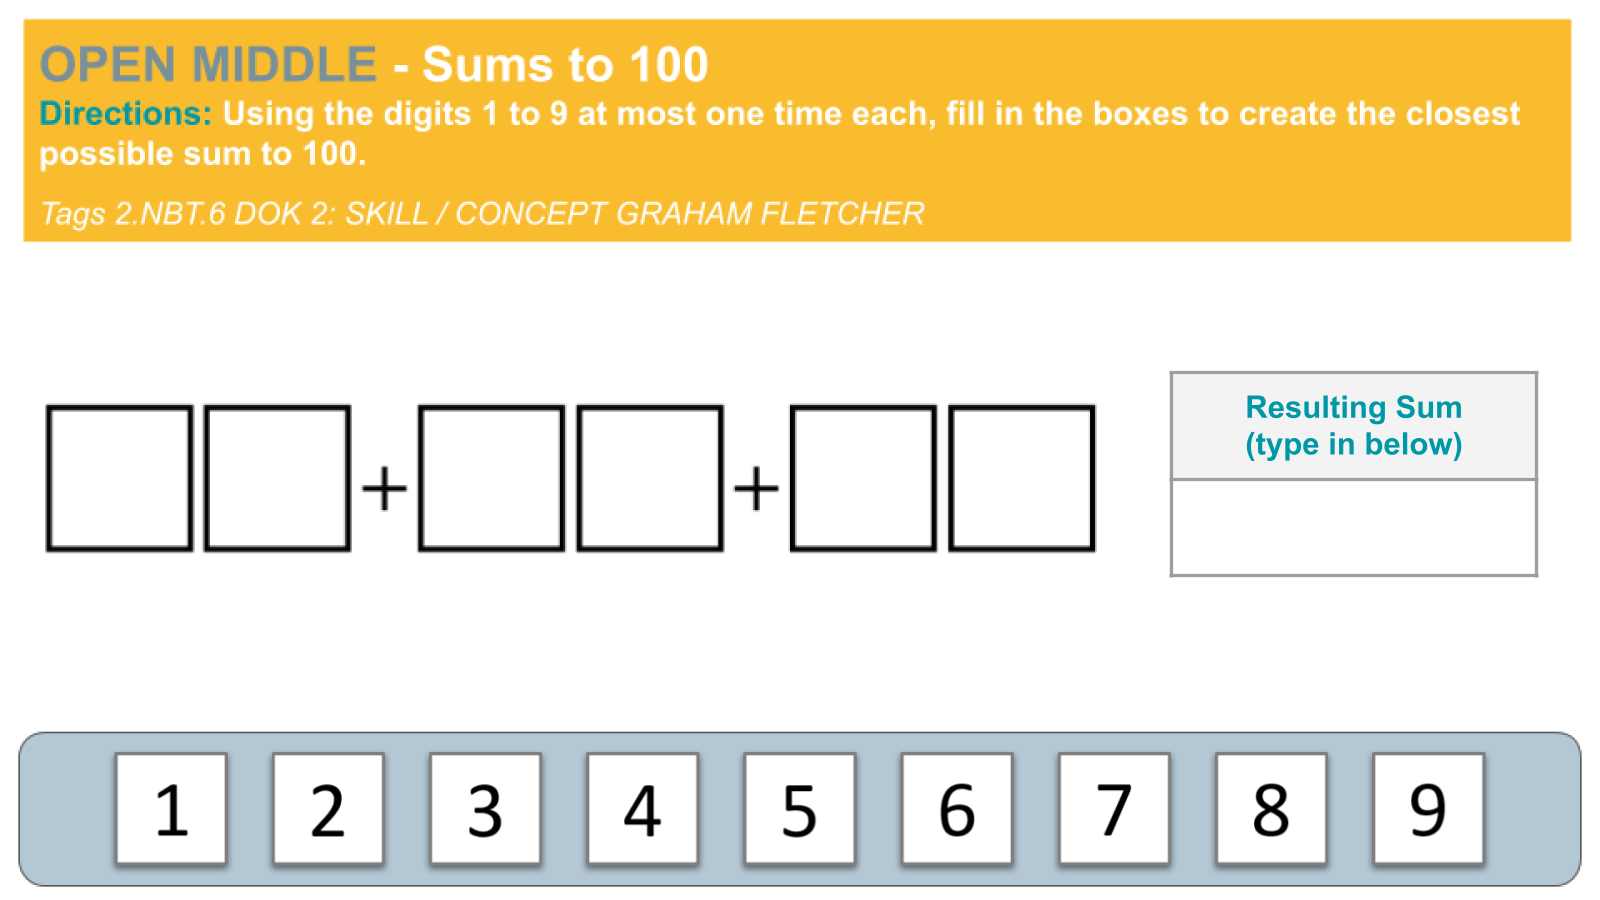 OPEN MIDDLE - Sums to 100
Directions: Using the digits 1 to 9 at most one time each, fill in the boxes to create the closest
possible sum to 100.
Tags 2.NBT.6 DOK 2: SKILL / CONCEPT GRAHAM FLETCHER
+ +
Resulting Sum
(type in below)
1 2 3 4 5 6 7 8 9